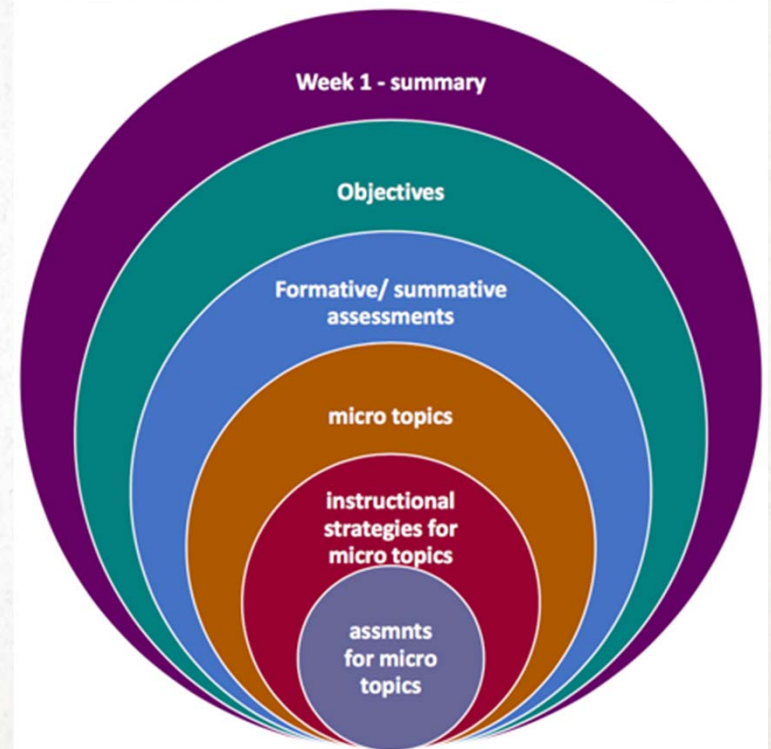 Week 1 - summary
Objectives
Formative/ summative
assessments
micro topics
instructional
strategies for
micro topics
assmnts
for micro
topics